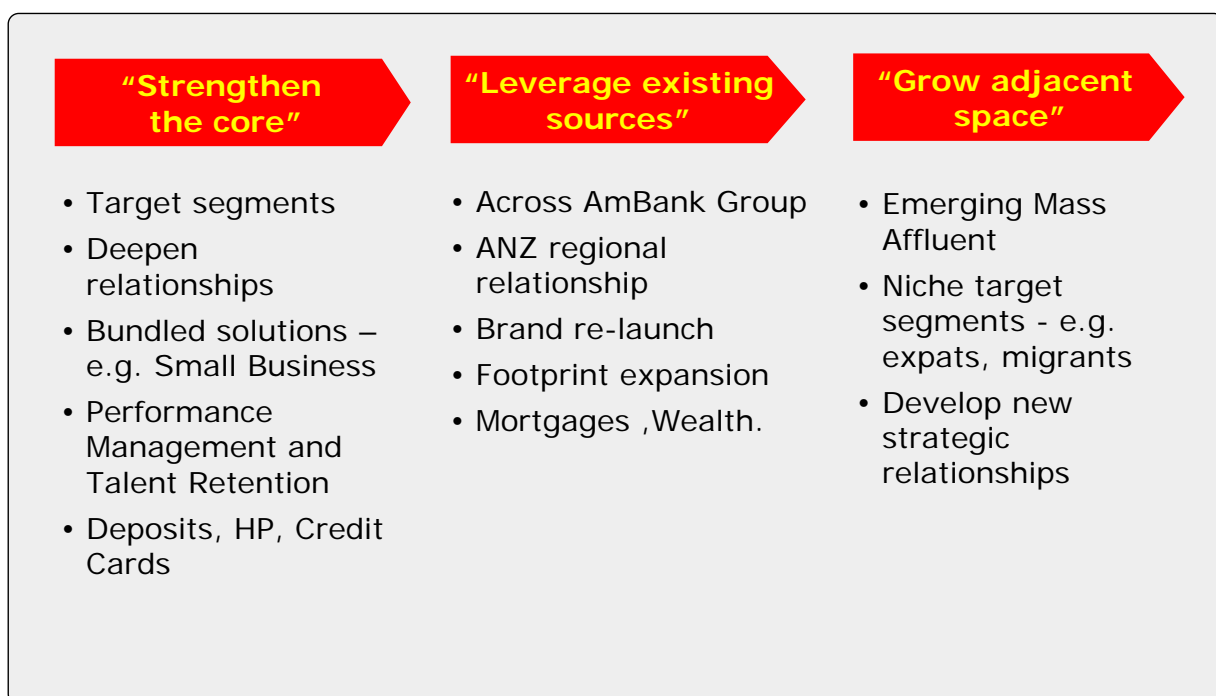 “Strengthen
the core”
• Target segments
• Deepen
relationships
• Bundled solutions –
e.g. Small Business
• Performance
Management and
Talent Retention
• Deposits, HP, Credit
Cards
“Leverage existing
sources”
• Across AmBank Group
• ANZ regional
relationship
• Brand re-launch
• Footprint expansion
• Mortgages ,Wealth.
“Grow adjacent
space”
• Emerging Mass
Affluent
• Niche target
segments - e.g.
expats, migrants
• Develop new
strategic
relationships